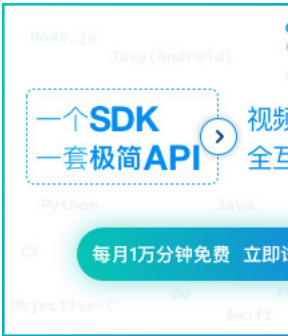 Node.js
Java(Android)
一个SDK
一套极简API
视频
全互
Python
Java
C#
每月1万分钟免费 立即试
Go
Objective-C
Swift